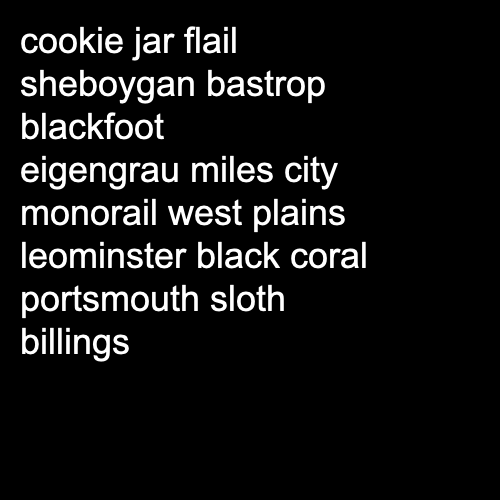 cookie jar flail
sheboygan bastrop
blackfoot
eigengrau miles city
monorail west plains
leominster black coral
portsmouth sloth
billings